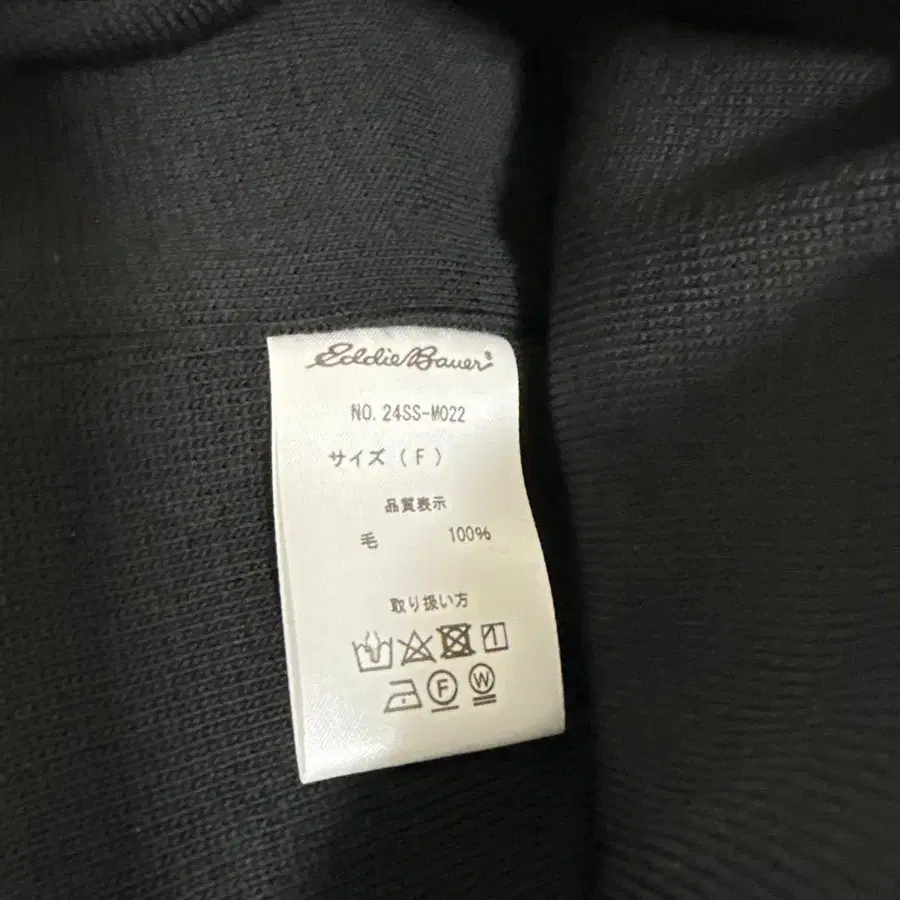 Eddie Bauer®
NO. 24SS-M022
サイズ ( F )
品質表示
毛 100%
取り扱い方
F W